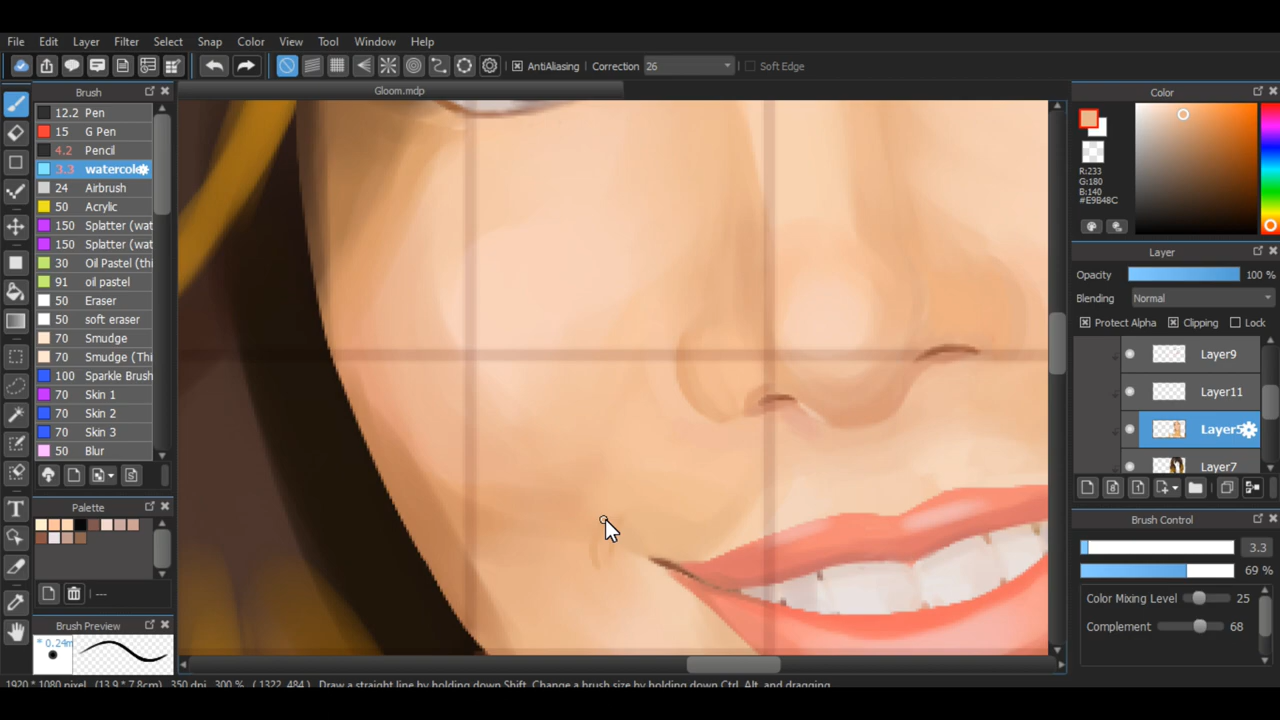 File Edit Layer Filter Select Snap Color View Tool Window Help
AntiAliasing Correction 26 Soft Edge
Brush
Gloom.mdp
Color
12.2 Pen
15 G Pen
4.2 Pencil
3.3 watercol
24 Airbrush
50 Acrylic
150 Splatter (wat
150 Splatter (wat
30 Oil Pastel (thi
91 oil pastel
50 Eraser
50 soft eraser
70 Smudge
70 Smudge (Thi
100 Sparkle Brush
70 Skin 1
70 Skin 2
70 Skin 3
50 Blur
Palette
---
Brush Preview
* 0.24m
R:233
G:180
B:140
#E9B48C
Layer
Opacity 100 %
Blending Normal
Protect Alpha Clipping Lock
Layer9
Layer11
Layer5
Layer7
Brush Control
3.3
69 %
Color Mixing Level 25
Complement 68
1920 * 1080 pixel (13.9 * 7.8cm) 350 dpi 300 % ( 1322, 484 ) Draw a straight line by holding down Shift, Change a brush size by holding down Ctrl, Alt, and dragging